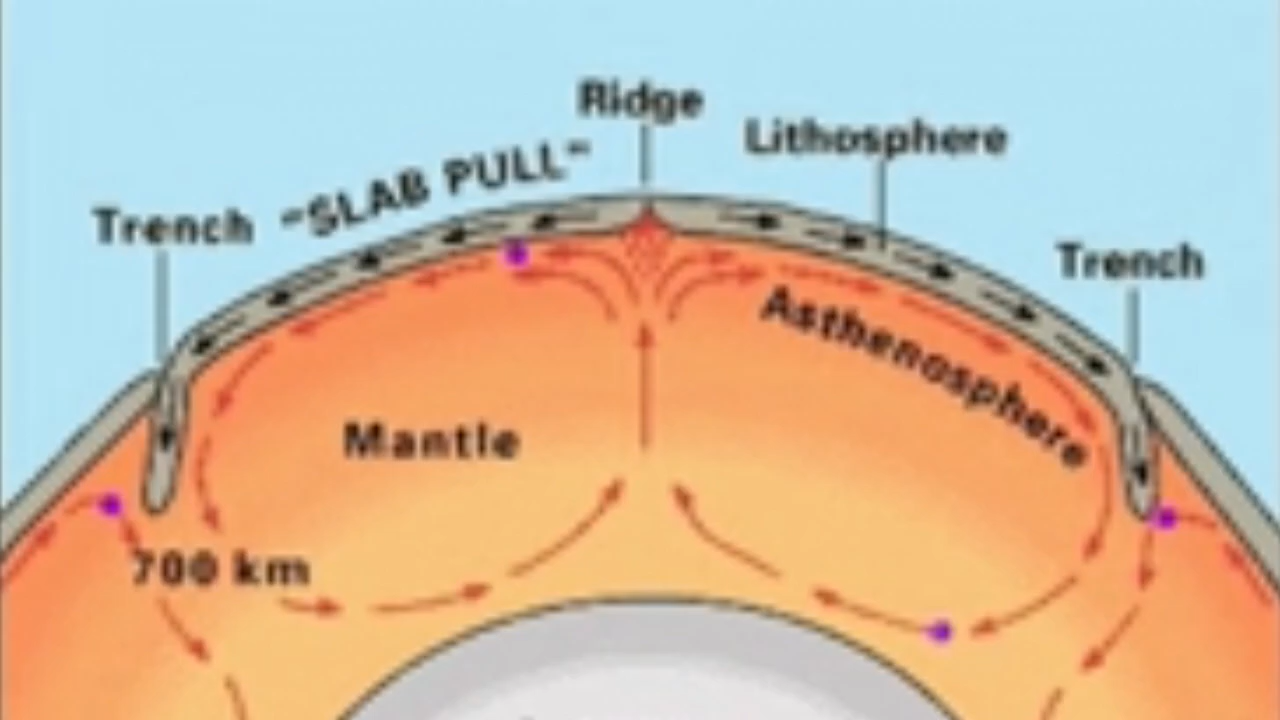 Ridge
Lithosphere
"SLAB PULL"
Trench
Trench
Asthenosphere
Mantle
700 km